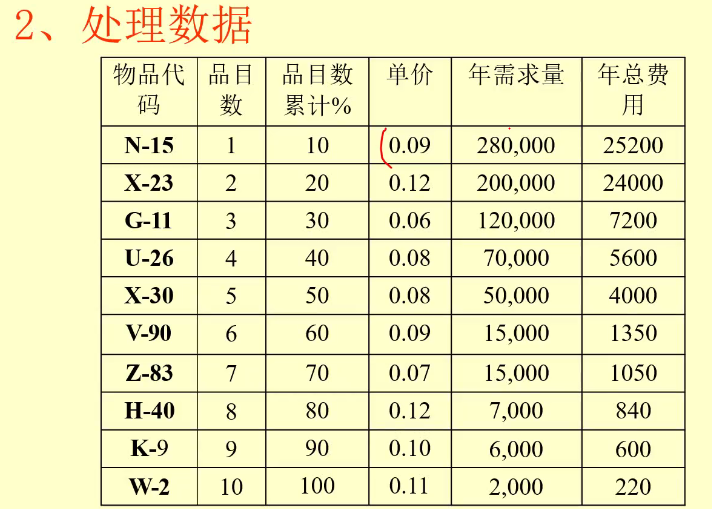 2、处理数据
物品代码 品目数 品目数累计% 单价 年需求量 年总费用
N-15 1 10 0.09 280,000 25200
X-23 2 20 0.12 200,000 24000
G-11 3 30 0.06 120,000 7200
U-26 4 40 0.08 70,000 5600
X-30 5 50 0.08 50,000 4000
V-90 6 60 0.09 15,000 1350
Z-83 7 70 0.07 15,000 1050
H-40 8 80 0.12 7,000 840
K-9 9 90 0.10 6,000 600
W-2 10 100 0.11 2,000 220